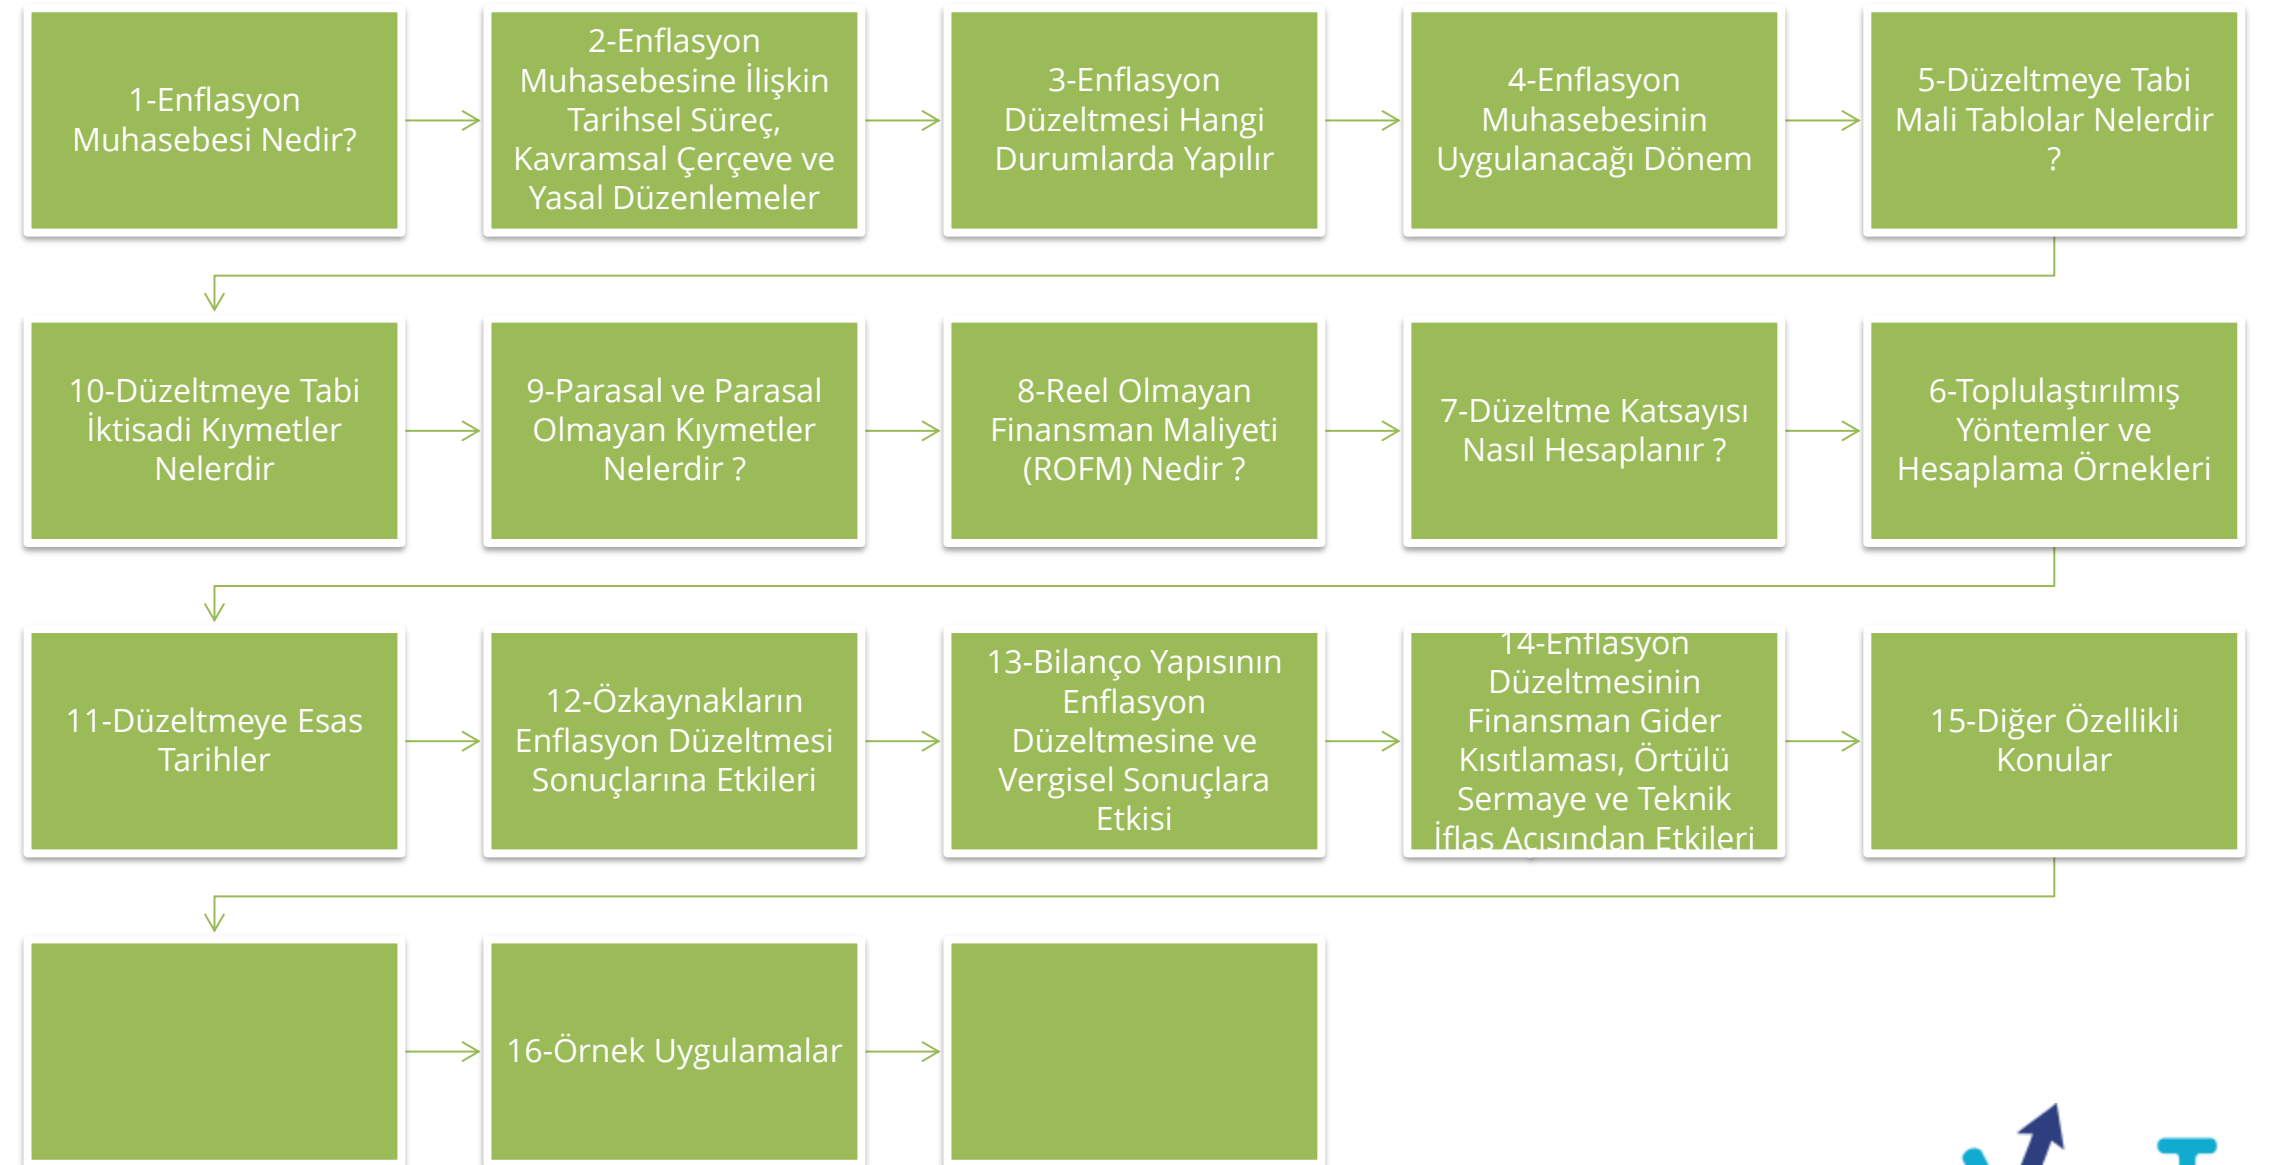 1-Enflasyon
Muhasebesi Nedir?
2-Enflasyon
Muhasebesine İlişkin
Tarihsel Süreç,
Kavramsal Çerçeve ve
Yasal Düzenlemeler
3-Enflasyon
Düzeltmesi Hangi
Durumlarda Yapılır
4-Enflasyon
Muhasebesinin
Uygulanacağı Dönem
5-Düzeltmeye Tabi
Mali Tablolar Nelerdir
?
10-Düzeltmeye Tabi
İktisadi Kıymetler
Nelerdir
9-Parasal ve Parasal
Olmayan Kıymetler
Nelerdir ?
8-Reel Olmayan
Finansman Maliyeti
(ROFM) Nedir ?
7-Düzeltme Katsayısı
Nasıl Hesaplanır ?
6-Toplulaştırılmış
Yöntemler ve
Hesaplama Örnekleri
11-Düzeltmeye Esas
Tarihler
12-Özkaynakların
Enflasyon Düzeltmesi
Sonuçlarına Etkileri
13-Bilanço Yapısının
Enflasyon
Düzeltmesine ve
Vergisel Sonuçlara
Etkisi
14-Enflasyon
Düzeltmesinin
Finansman Gider
Kısıtlaması, Örtülü
Sermaye ve Teknik
İflas Açısından Etkileri
15-Diğer Özellikli
Konular
16-Örnek Uygulamalar